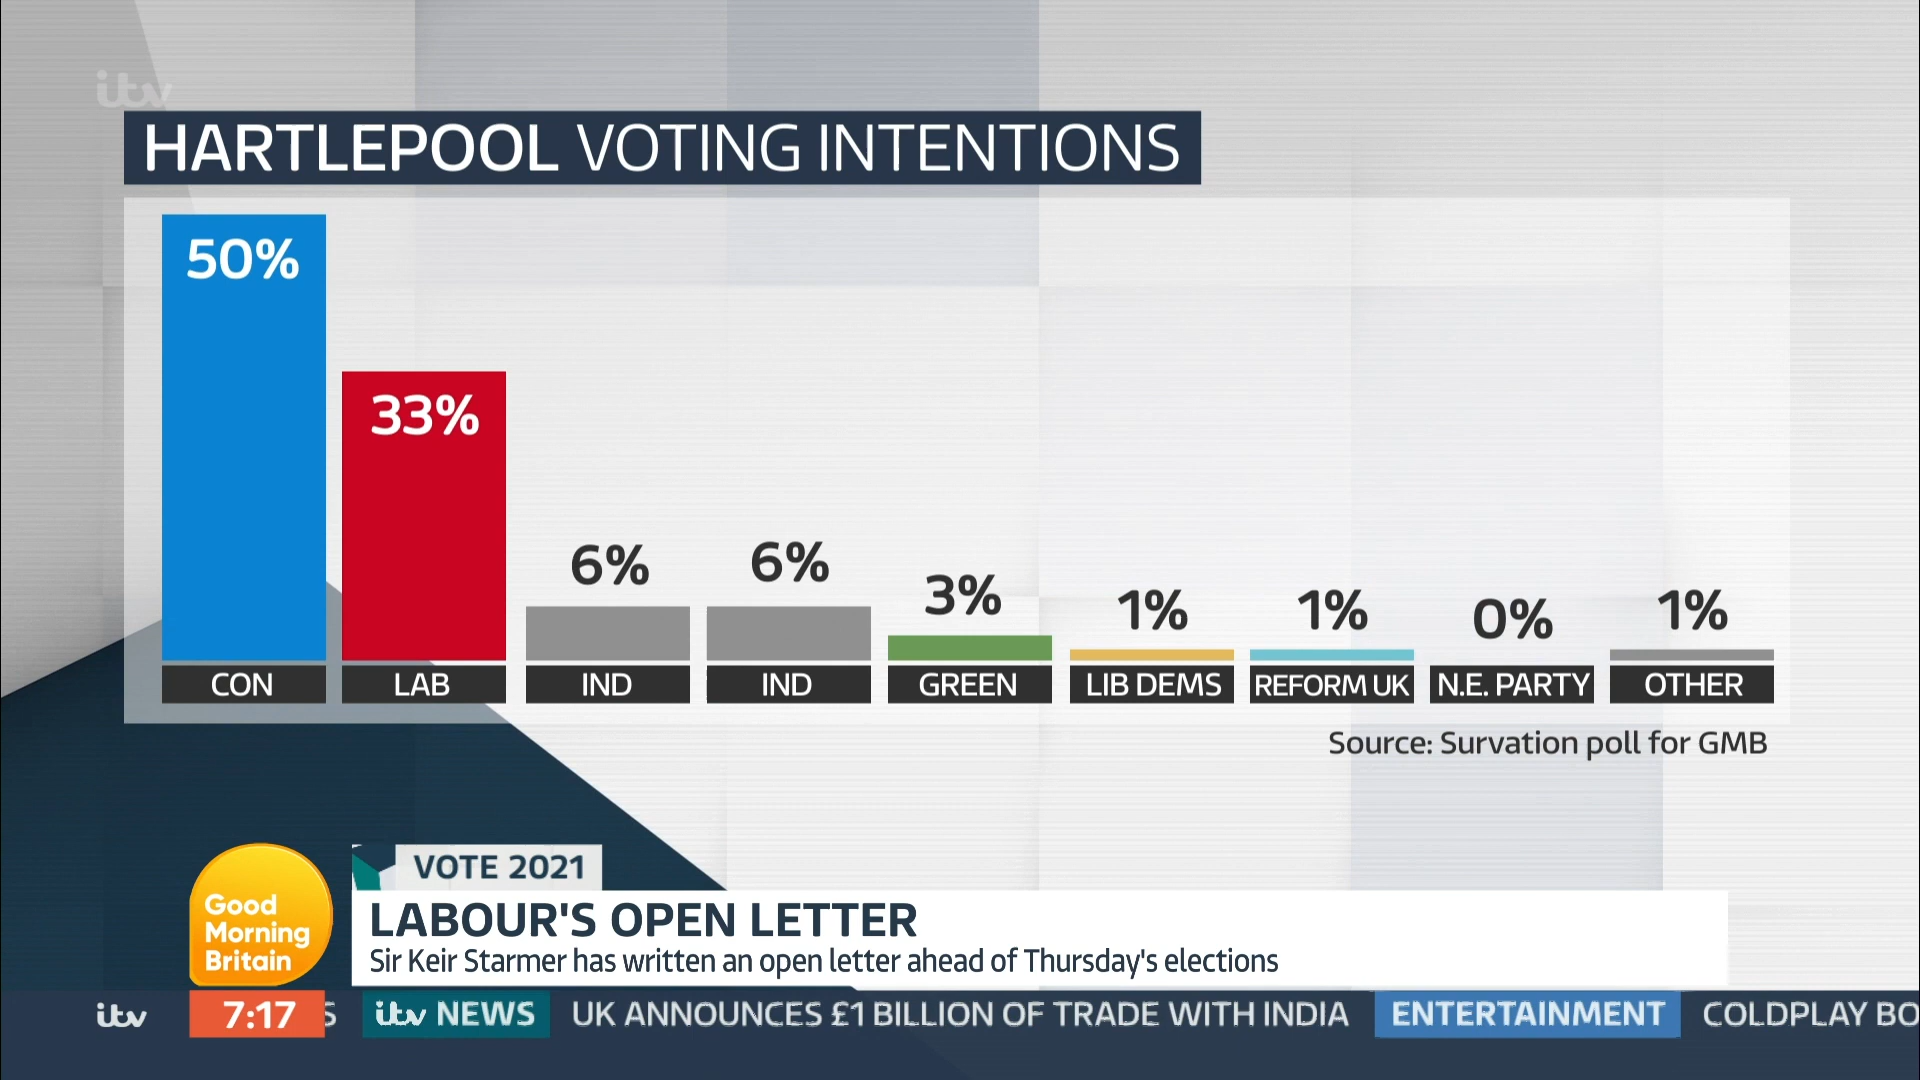 itv
HARTLEPOOL VOTING INTENTIONS
50%
33%
6%
6%
3%
1%
1%
0%
1%
CON
LAB
IND
IND
GREEN
LIB DEMS
REFORM UK
N.E. PARTY
OTHER
Source: Survation poll for GMB
VOTE 2021
Good
Morning
Britain
LABOUR'S OPEN LETTER
Sir Keir Starmer has written an open letter ahead of Thursday's elections
itv 7:17 S itv NEWS UK ANNOUNCES £1 BILLION OF TRADE WITH INDIA ENTERTAINMENT COLDPLAY BO